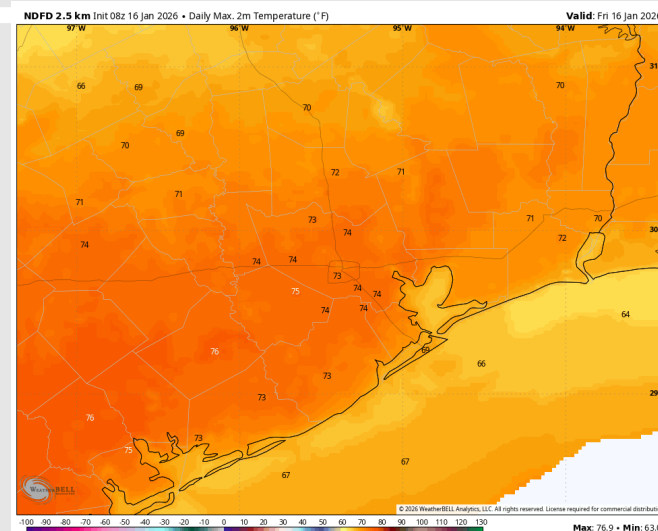 NDFD 2.5 km Init 08z 16 Jan 2026 • Daily Max. 2m Temperature (°F)
Valid: Fri 16 Jan 2026
97°W 96°W 95°W 94°W
31
66 69 70 70
69
70
72 71
71
71
73 71 70
74 72 30
74
74 74
73
75 74 74
74 74 64
76 69
66
73
73 29
76
73
75
67 67
WeatherBELL
© 2026 WeatherBELL Analytics, LLC. All rights reserved. License required for commercial distributi
-100 -90 -80 -70 -60 -50 -40 -30 -20 -10 0 10 20 30 40 50 60 70 80 90 100 110 120 130
Max: 76.9 • Min: 63.